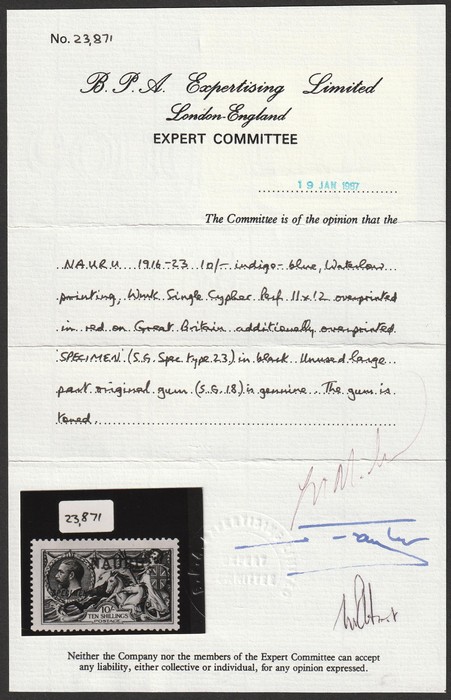 No. 23,871
B.P.A. Expertising Limited
London-England
EXPERT COMMITTEE
19 JAN 1987
The Committee is of the opinion that the
NAURU 1916-23 10/- indigo-blue, Waterlow
printing, Wmk Single Cypher Perf 11x12 overprinted
in red on Great Britain additionally overprinted
'SPECIMEN' (S.G. Spec type 23) in black. Unused large
part original gum (S.G. 18) is genuine. The gum is
toned.
23,871
EXPERT
COMMITTEE
NAURU
SPECIMEN
10/-
TEN SHILLINGS
POSTAGE
Neither the Company nor the members of the Expert Committee can accept
any liability, either collective or individual, for any opinion expressed.